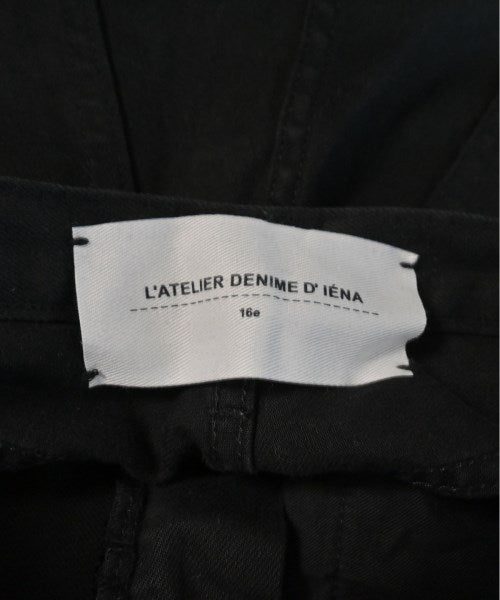 L'ATELIER DENIME D' IÉNA
16e